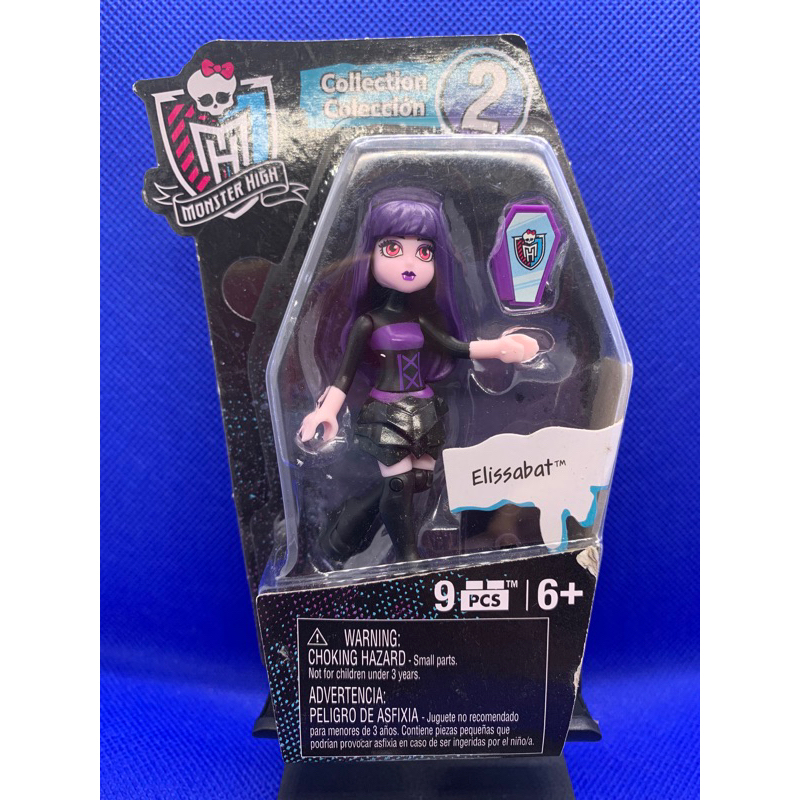 Collection
Colección
2
MONSTER HIGH
Elissabat™
9 PCS™ | 6+
⚠ WARNING:
CHOKING HAZARD - Small parts.
Not for children under 3 years.
ADVERTENCIA:
PELIGRO DE ASFIXIA - Juguete no recomendado
para menores de 3 años. Contiene piezas pequeñas que
podrían provocar asfixia en caso de ser ingeridas por el niño/a.